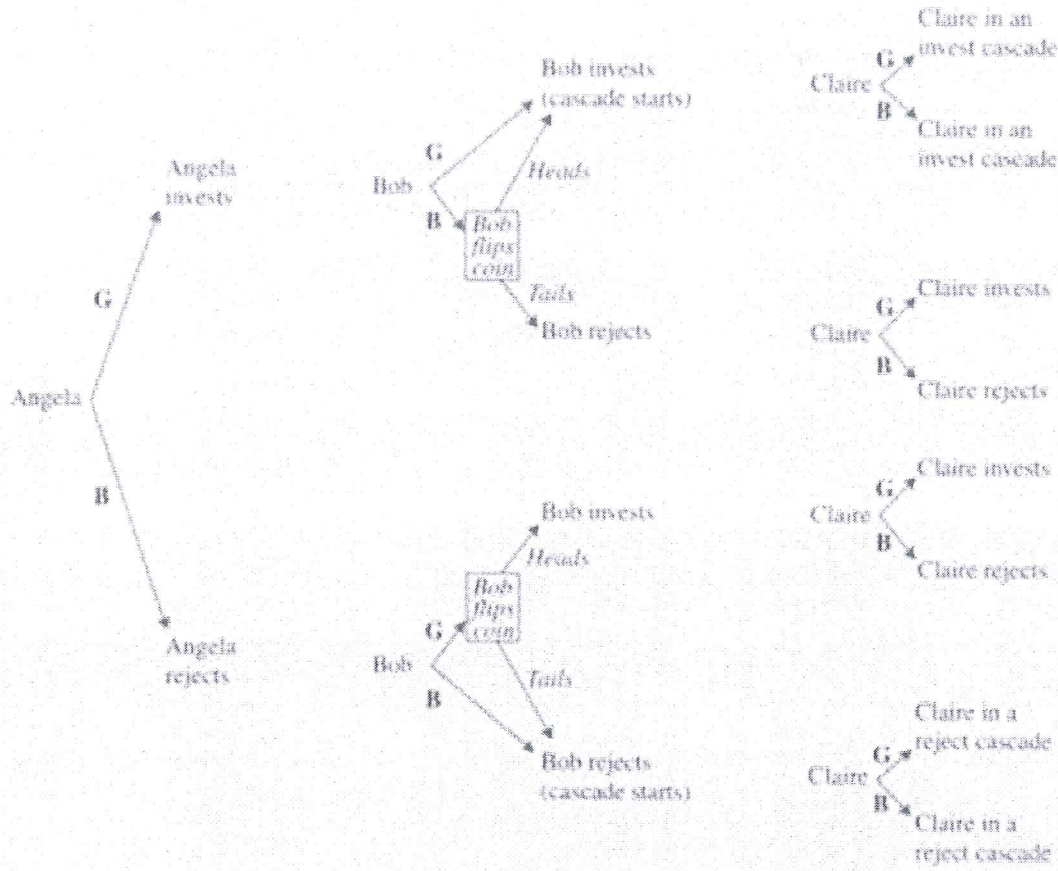 Angela
G
B
Angela
invests
Angela
rejects
Bob
G
B
Bob
flips
coin
Heads
Tails
Bob invests
(cascade starts)
Bob rejects
Bob
G
B
Bob
flips
coin
Heads
Tails
Bob invests
Bob rejects
(cascade starts)
Claire
G
B
Claire in an
invest cascade
Claire in an
invest cascade
Claire
G
B
Claire invests
Claire rejects
Claire
G
B
Claire invests
Claire rejects
Claire
G
B
Claire in a
reject cascade
Claire in a
reject cascade